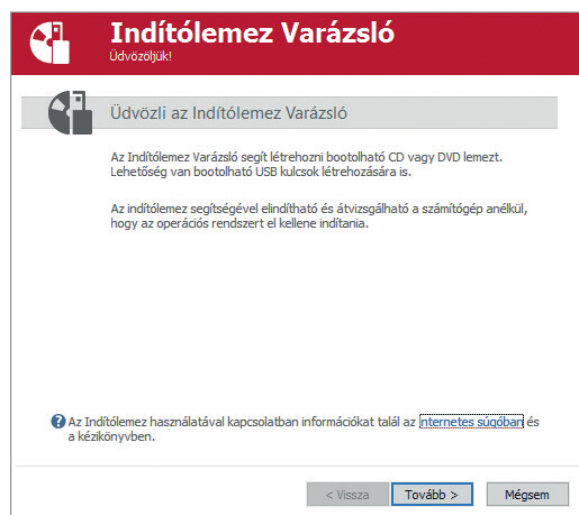 Indítólemez Varázsló
Üdvözöljük!
Üdvözli az Indítólemez Varázsló
Az Indítólemez Varázsló segít létrehozni bootolható CD vagy DVD lemezt.
Lehetőség van bootolható USB kulcsok létrehozására is.
Az indítólemez segítségével elindítható és átvizsgálható a számítógép anélkül,
hogy az operációs rendszert el kellene indítania.
Az Indítólemez használatával kapcsolatban információkat talál az internetes súgóban és
a kézikönyvben.
< Vissza Tovább > Mégsem